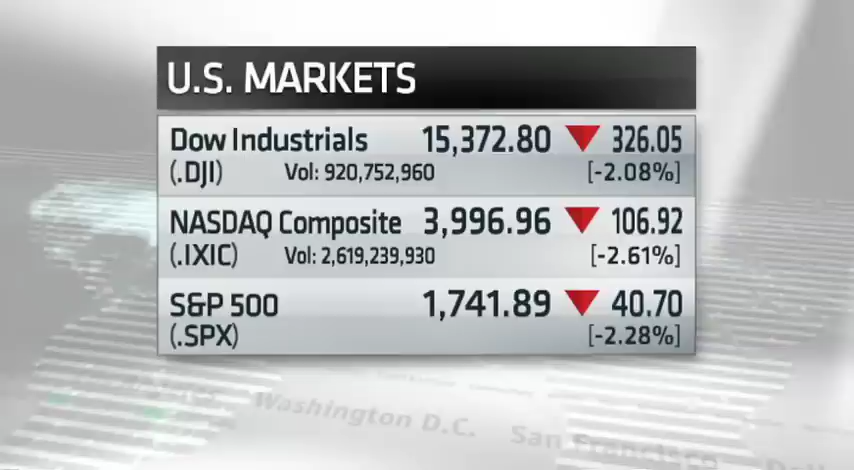 U.S. MARKETS
Dow Industrials 15,372.80 326.05
(.DJI) Vol: 920,752,960 [-2.08%]
NASDAQ Composite 3,996.96 106.92
(.IXIC) Vol: 2,619,239,930 [-2.61%]
S&P 500 1,741.89 40.70
(.SPX) [-2.28%]
Washington D.C.
San Francisco